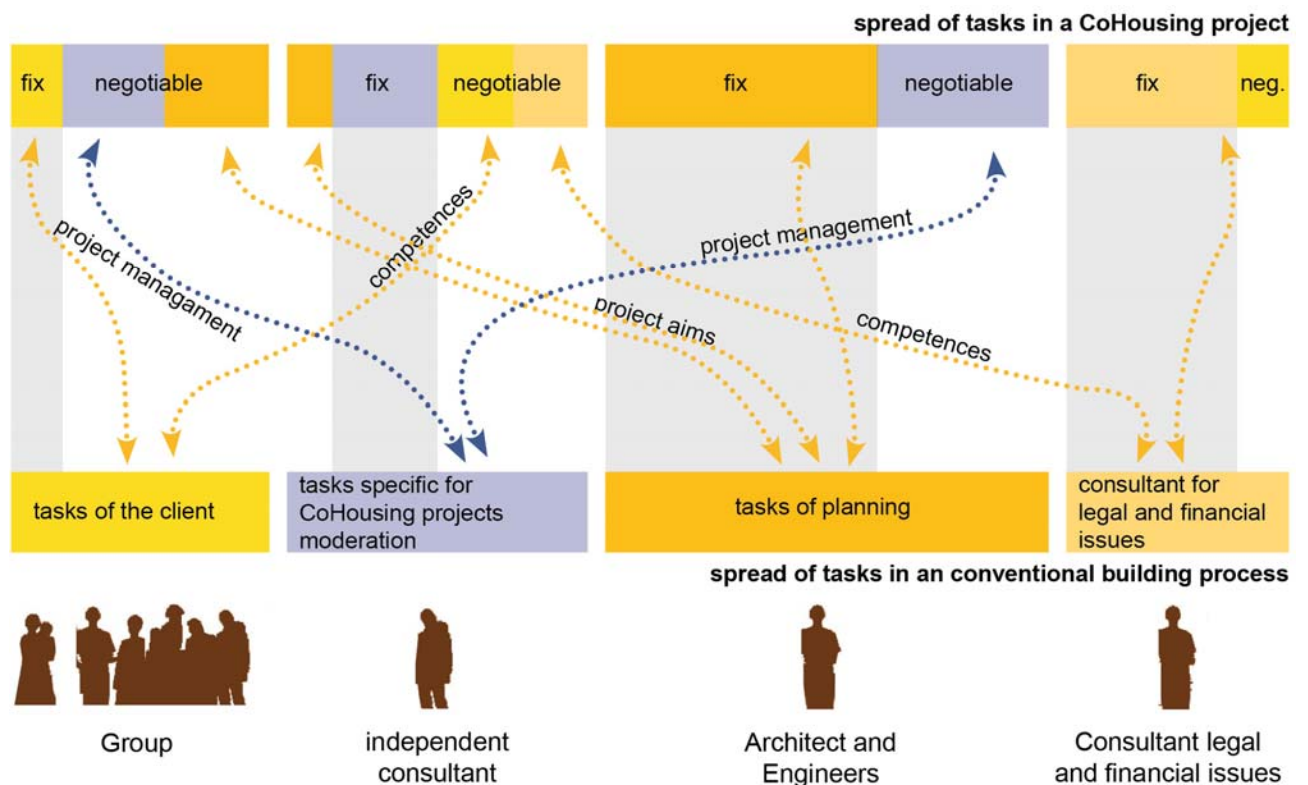 spread of tasks in a CoHousing project
fix
negotiable
fix
negotiable
fix
negotiable
fix
neg.
project managament
competences
project aims
project management
competences
tasks of the client
tasks specific for
CoHousing projects
moderation
tasks of planning
consultant for
legal and financial
issues
spread of tasks in an conventional building process
Group
independent
consultant
Architect and
Engineers
Consultant legal
and financial issues